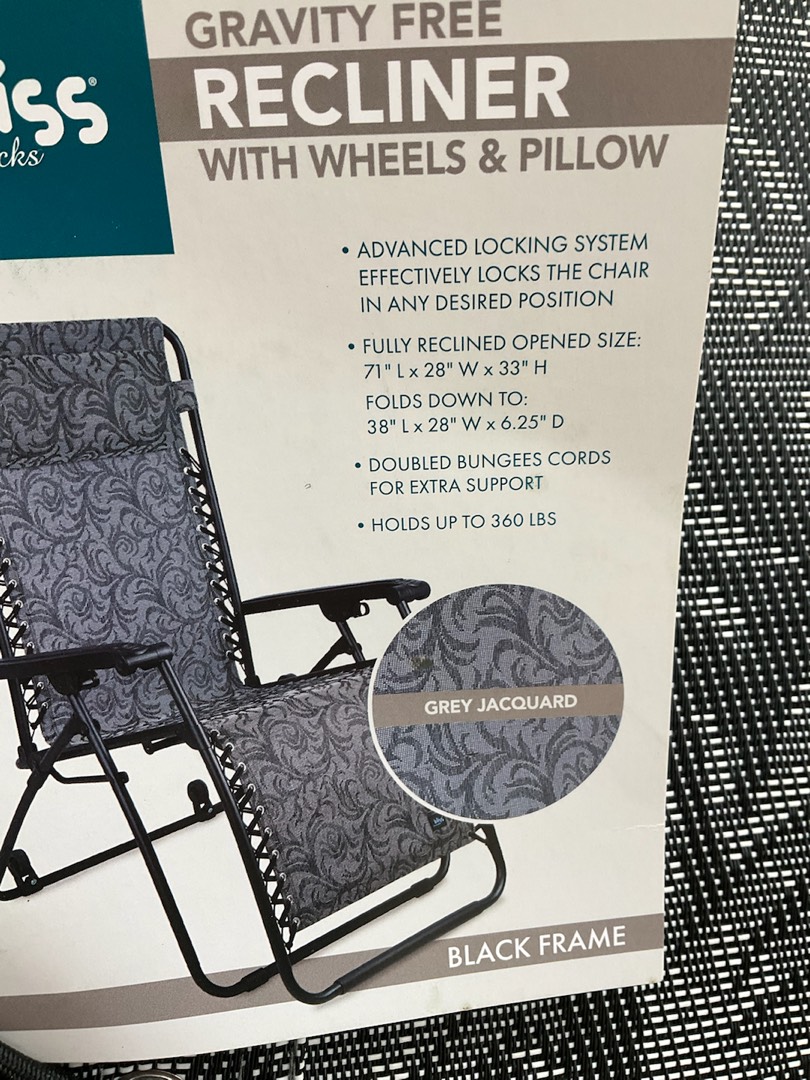 GRAVITY FREE
RECLINER
WITH WHEELS & PILLOW
iss®
cks
• ADVANCED LOCKING SYSTEM
EFFECTIVELY LOCKS THE CHAIR
IN ANY DESIRED POSITION
• FULLY RECLINED OPENED SIZE:
71" L x 28" W x 33" H
FOLDS DOWN TO:
38" L x 28" W x 6.25" D
• DOUBLED BUNGEES CORDS
FOR EXTRA SUPPORT
• HOLDS UP TO 360 LBS
GREY JACQUARD
BLACK FRAME